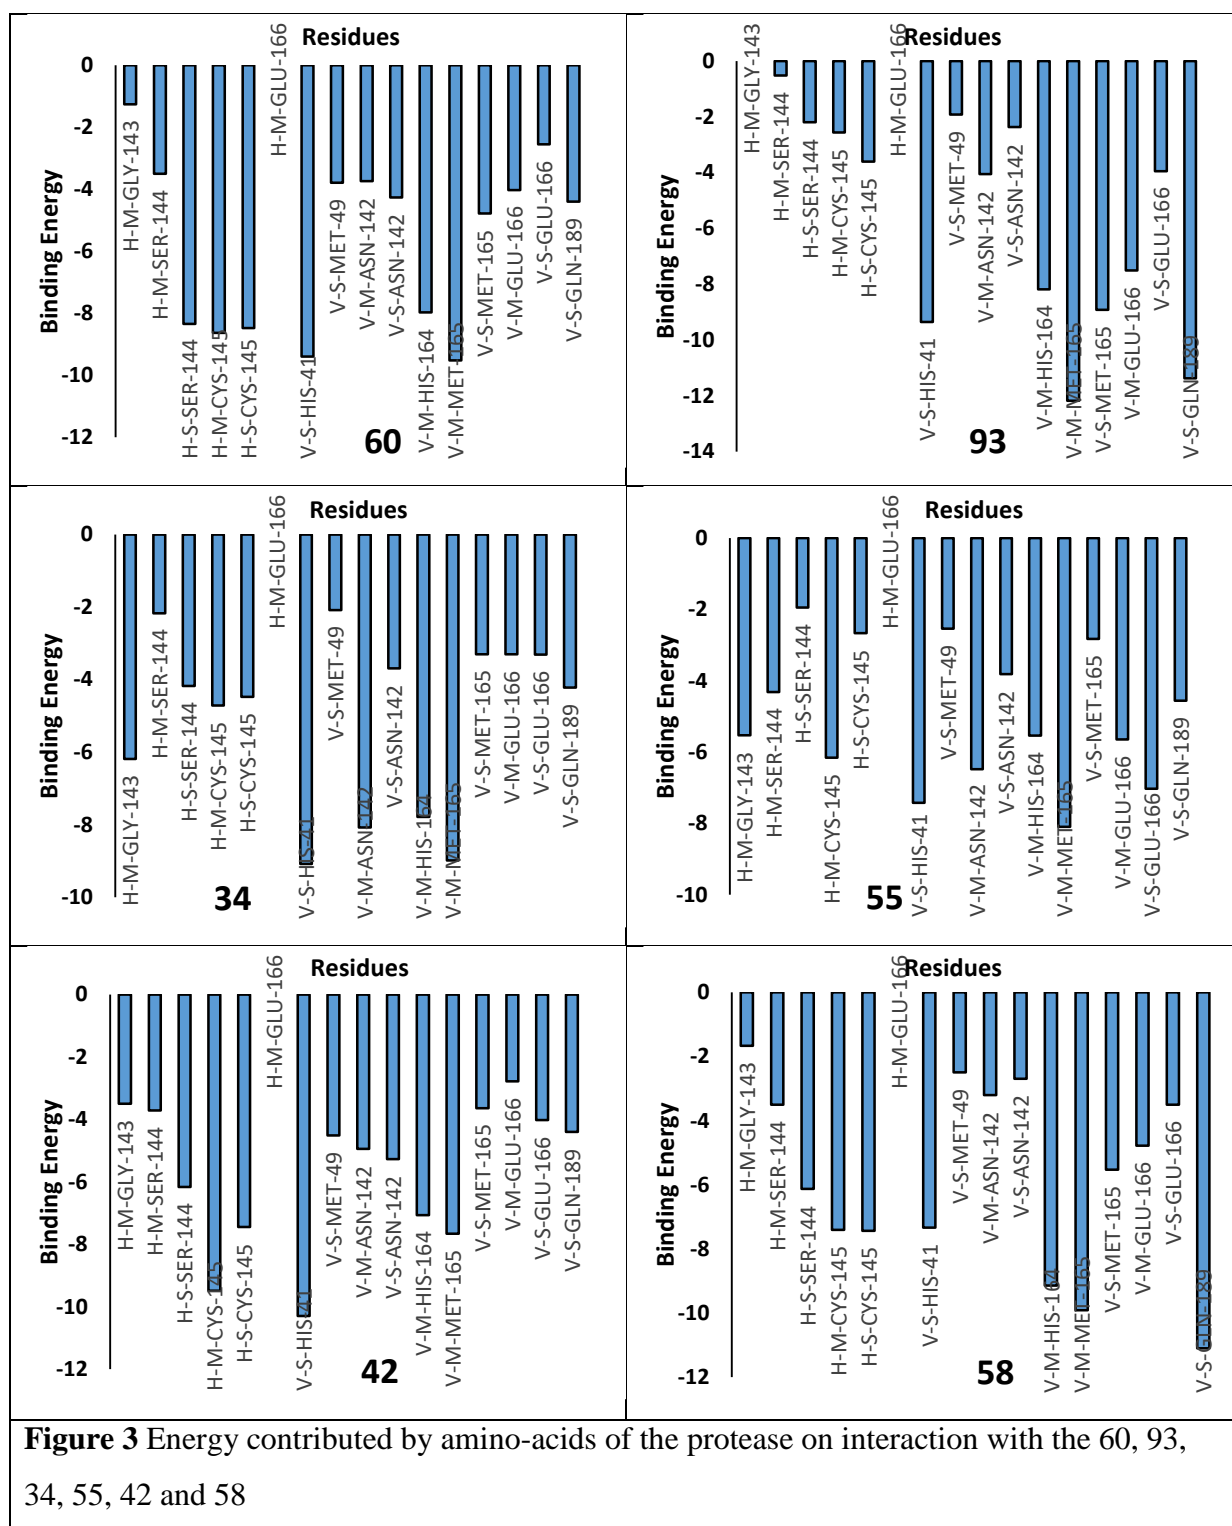 Residues
Binding Energy
0
-2
-4
-6
-8
-10
-12
H-M-GLY-143
H-M-SER-144
H-S-SER-144
H-M-CYS-145
H-S-CYS-145
H-M-GLU-166
V-S-HIS-41
V-S-MET-49
V-M-ASN-142
V-S-ASN-142
V-M-HIS-164
V-M-MET-165
V-S-MET-165
V-M-GLU-166
V-S-GLU-166
V-S-GLN-189
60
Residues
Binding Energy
0
-2
-4
-6
-8
-10
-12
-14
H-M-GLY-143
H-M-SER-144
H-S-SER-144
H-M-CYS-145
H-S-CYS-145
H-M-GLU-166
V-S-HIS-41
V-S-MET-49
V-M-ASN-142
V-S-ASN-142
V-M-HIS-164
V-M-MET-165
V-S-MET-165
V-M-GLU-166
V-S-GLU-166
V-S-GLN-189
93
Residues
Binding Energy
0
-2
-4
-6
-8
-10
H-M-GLY-143
H-M-SER-144
H-S-SER-144
H-M-CYS-145
H-S-CYS-145
H-M-GLU-166
V-S-HIS-41
V-S-MET-49
V-M-ASN-142
V-S-ASN-142
V-M-HIS-164
V-M-MET-165
V-S-MET-165
V-M-GLU-166
V-S-GLU-166
V-S-GLN-189
34
Residues
Binding Energy
0
-2
-4
-6
-8
-10
H-M-GLY-143
H-M-SER-144
H-S-SER-144
H-M-CYS-145
H-S-CYS-145
H-M-GLU-166
V-S-HIS-41
V-S-MET-49
V-M-ASN-142
V-S-ASN-142
V-M-HIS-164
V-M-MET-165
V-S-MET-165
V-M-GLU-166
V-S-GLU-166
V-S-GLN-189
55
Residues
Binding Energy
0
-2
-4
-6
-8
-10
-12
H-M-GLY-143
H-M-SER-144
H-S-SER-144
H-M-CYS-145
H-S-CYS-145
H-M-GLU-166
V-S-HIS-41
V-S-MET-49
V-M-ASN-142
V-S-ASN-142
V-M-HIS-164
V-M-MET-165
V-S-MET-165
V-M-GLU-166
V-S-GLU-166
V-S-GLN-189
42
Residues
Binding Energy
0
-2
-4
-6
-8
-10
-12
H-M-GLY-143
H-M-SER-144
H-S-SER-144
H-M-CYS-145
H-S-CYS-145
H-M-GLU-166
V-S-HIS-41
V-S-MET-49
V-M-ASN-142
V-S-ASN-142
V-M-HIS-164
V-M-MET-165
V-S-MET-165
V-M-GLU-166
V-S-GLU-166
V-S-GLN-189
58
Figure 3 Energy contributed by amino-acids of the protease on interaction with the 60, 93,
34, 55, 42 and 58